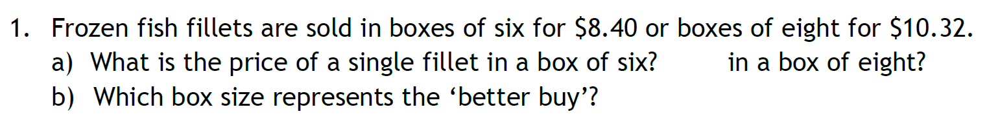 1. Frozen fish fillets are sold in boxes of six for $8.40 or boxes of eight for $10.32.
a) What is the price of a single fillet in a box of six? in a box of eight?
b) Which box size represents the ‘better buy’?